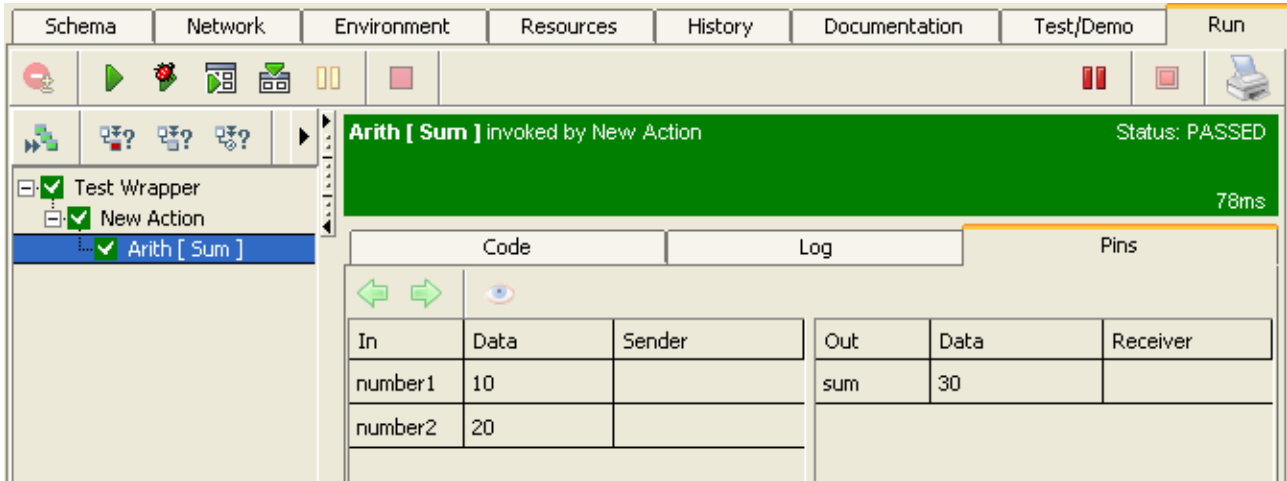 Schema Network Environment Resources History Documentation Test/Demo Run
Arith [ Sum ] invoked by New Action Status: PASSED
78ms
Test Wrapper
New Action
Arith [ Sum ]
Code Log Pins
In Data Sender Out Data Receiver
number1 10 sum 30
number2 20